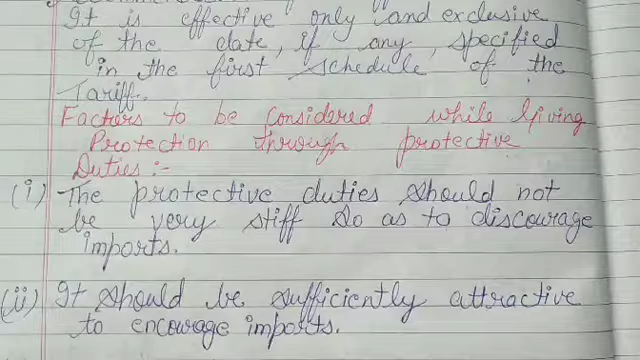 It is effective only and exclusive
of the date, if any, specified
in the first schedule of the
Tariff.
Factors to be considered while giving
Protection through protective
Duties :-
(i) The protective duties should not
be very stiff so as to discourage
imports.
(ii) It should be sufficiently attractive
to encourage imports.